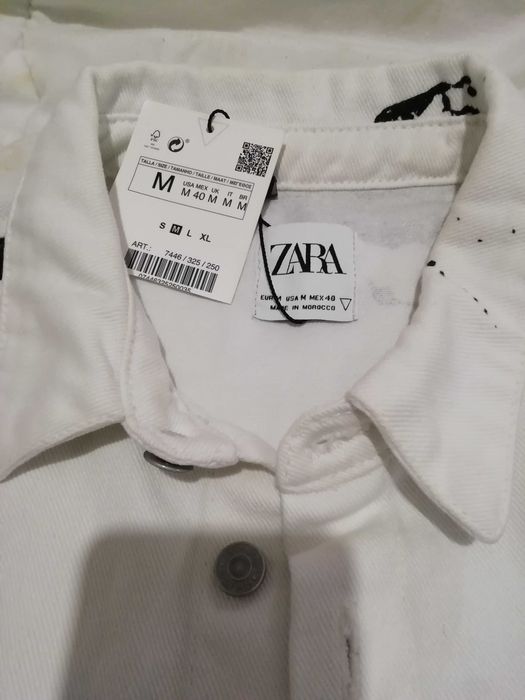 TALLA / SIZE / TAMANHO / TAILLE / MAAT / ΜΕΓΕΘΟΣ
M
USA MEX UK IT BR
M 40 M M M
S M L XL
ART.: 7446 / 325 / 250
ZARA
EUR M USA M MEX 40
MADE IN MOROCCO